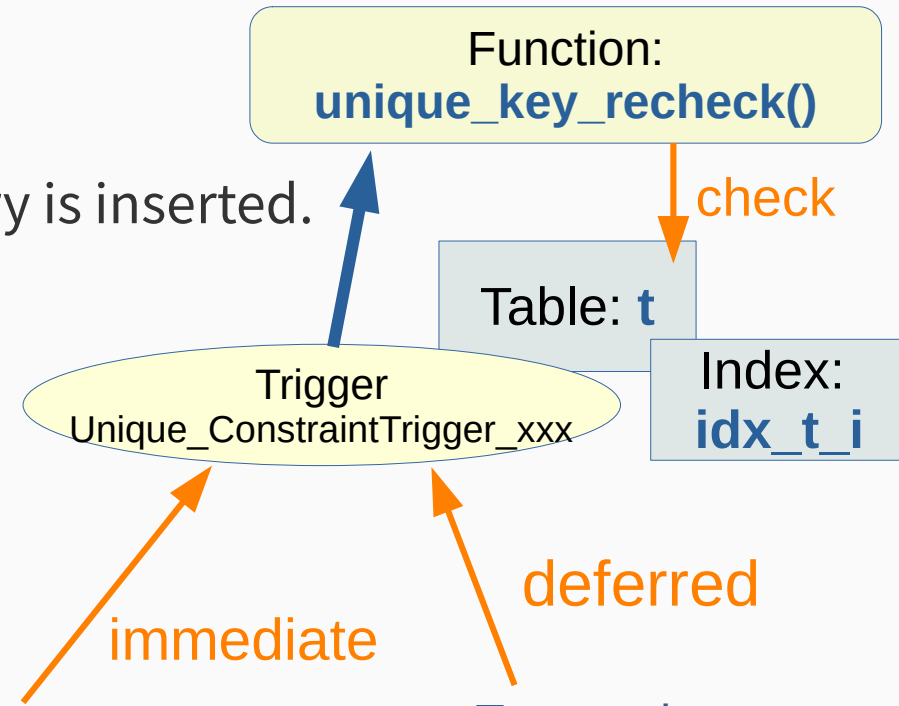 Function:
unique_key_recheck()
is inserted.
check
Table: t
Index:
idx_t_i
Trigger
Unique_ConstraintTrigger_xxx
deferred
immediate